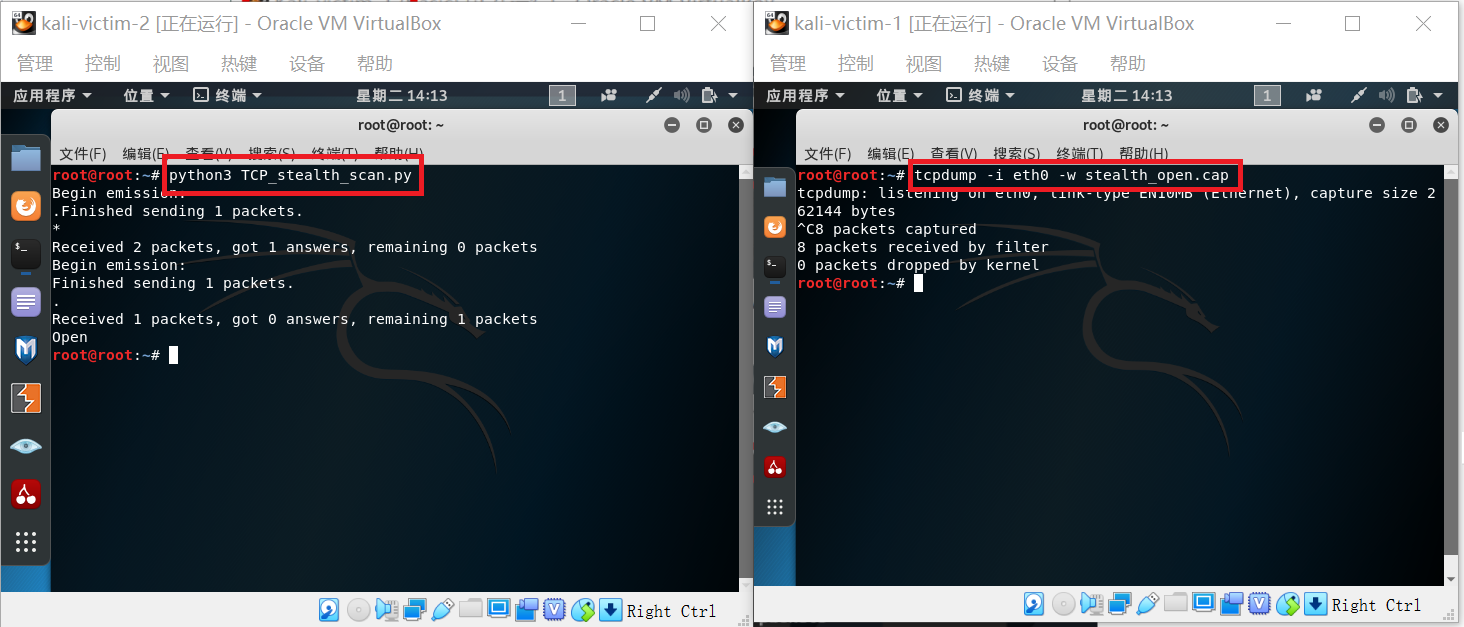 kali-victim-2 [正在运行] - Oracle VM VirtualBox
管理 控制 视图 热键 设备 帮助
应用程序 位置 终端 星期二 14:13 1
root@root: ~
文件(F) 编辑(E) 查看(V) 搜索(S) 终端(T) 帮助(H)
root@root:~# python3 TCP_stealth_scan.py
Begin emission:
.Finished sending 1 packets.
*
Received 2 packets, got 1 answers, remaining 0 packets
Begin emission:
Finished sending 1 packets.
.
Received 1 packets, got 0 answers, remaining 1 packets
Open
root@root:~#
Right Ctrl
kali-victim-1 [正在运行] - Oracle VM VirtualBox
管理 控制 视图 热键 设备 帮助
应用程序 位置 终端 星期二 14:13 1
root@root: ~
文件(F) 编辑(E) 查看(V) 搜索(S) 终端(T) 帮助(H)
root@root:~# tcpdump -i eth0 -w stealth_open.cap
tcpdump: listening on eth0, link-type EN10MB (Ethernet), capture size 2
62144 bytes
^C8 packets captured
8 packets received by filter
0 packets dropped by kernel
root@root:~#
Right Ctrl